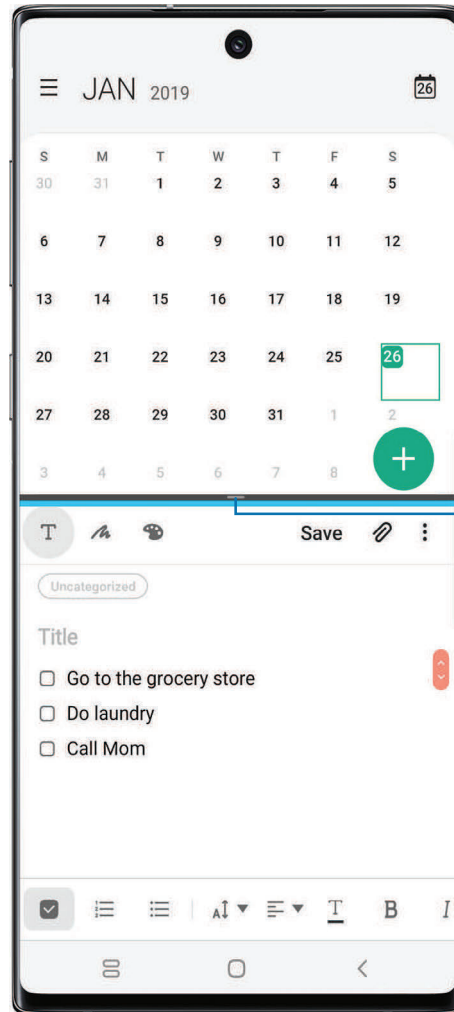 JAN 2019
26
S M T W T F S
30 31 1 2 3 4 5
6 7 8 9 10 11 12
13 14 15 16 17 18 19
20 21 22 23 24 25 26
27 28 29 30 31 1 2
3 4 5 6 7 8
T Save
Uncategorized
Title
Go to the grocery store
Do laundry
Call Mom
A T B I